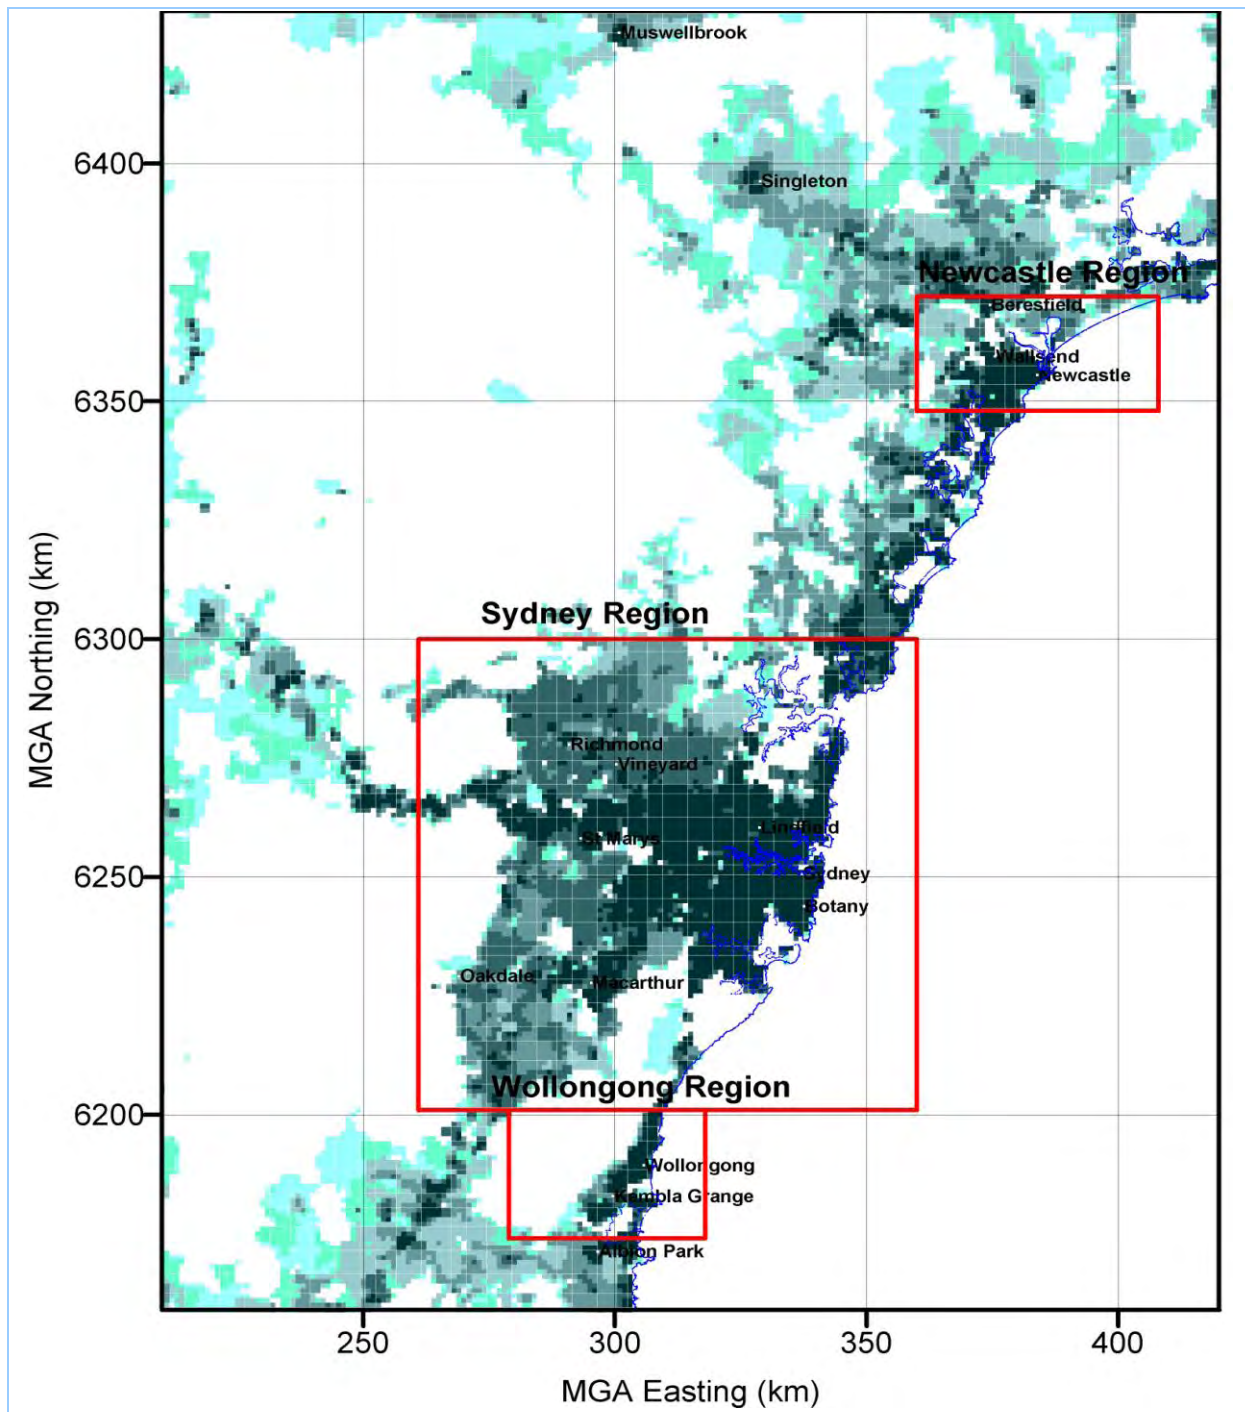 Muswellbrook
6400
Singleton
Newcastle Region
Beresfield
Wallsend
Newcastle
6350
MGA Northing (km)
Sydney Region
6300
Richmond
Vineyard
Lindfield
St Marys
6250
Sydney
Botany
Oakdale
Macarthur
Wollongong Region
6200
Wollongong
Kembla Grange
Albion Park
250
300
350
400
MGA Easting (km)